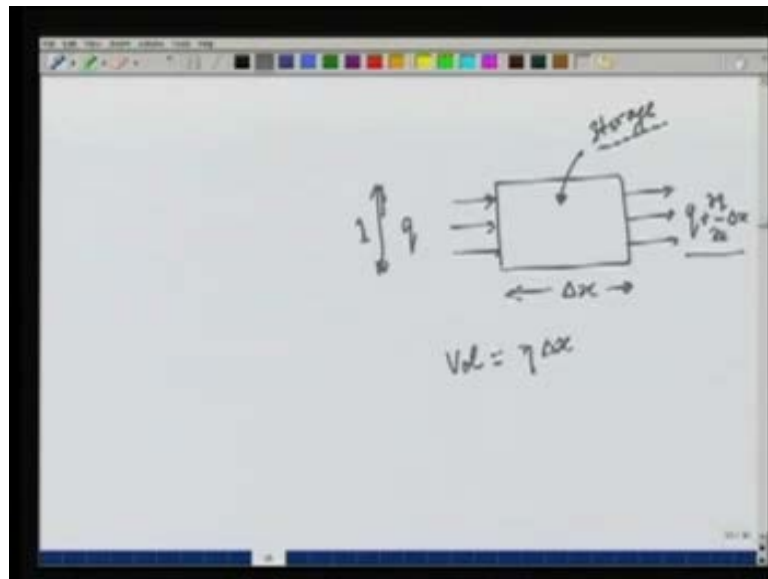 storage
1 q
q + ∂q/∂x Δx
Δx
Vol = η Δx